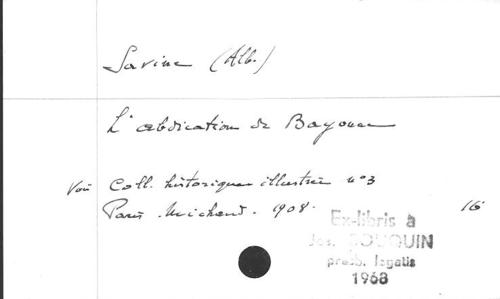 Savine (Alb.)
L'abdication de Bayonne
Voir Coll. historique illustrée n°3
Paris. Michaud. 1908. 16
Ex-libris à
Jos. BOUQUIN
presb. legatis
1968